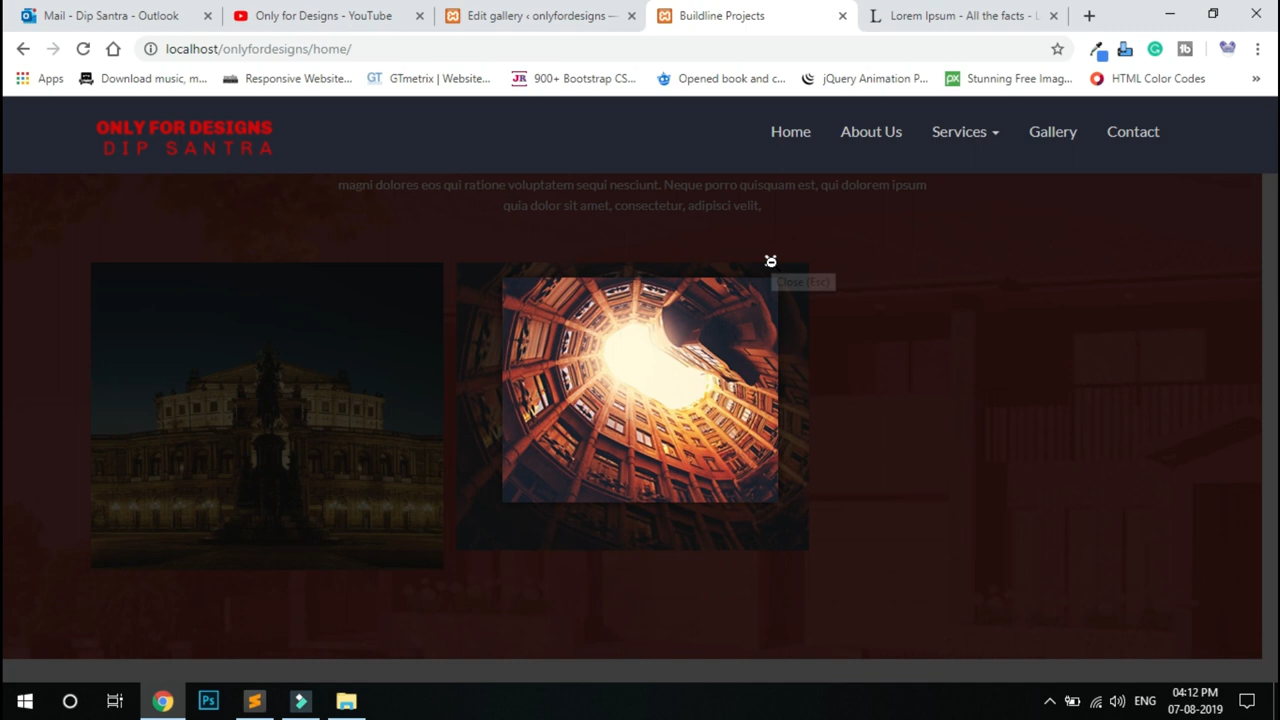 Mail - Dip Santra - Outlook
Only for Designs - YouTube
Edit gallery ‹ onlyfordesigns —
Buildline Projects
Lorem Ipsum - All the facts - L
localhost/onlyfordesigns/home/
Apps
Download music, m...
Responsive Website...
GT
GTmetrix | Website...
JR
900+ Bootstrap CS...
Opened book and c...
jQuery Animation P...
px
Stunning Free Imag...
HTML Color Codes
»
ONLY FOR DESIGNS
DIP SANTRA
Home
About Us
Services
Gallery
Contact
magni dolores eos qui ratione voluptatem sequi nesciunt. Neque porro quisquam est, qui dolorem ipsum
quia dolor sit amet, consectetur, adipisci velit,
Close (Esc)
Ps
ENG
04:12 PM
07-08-2019